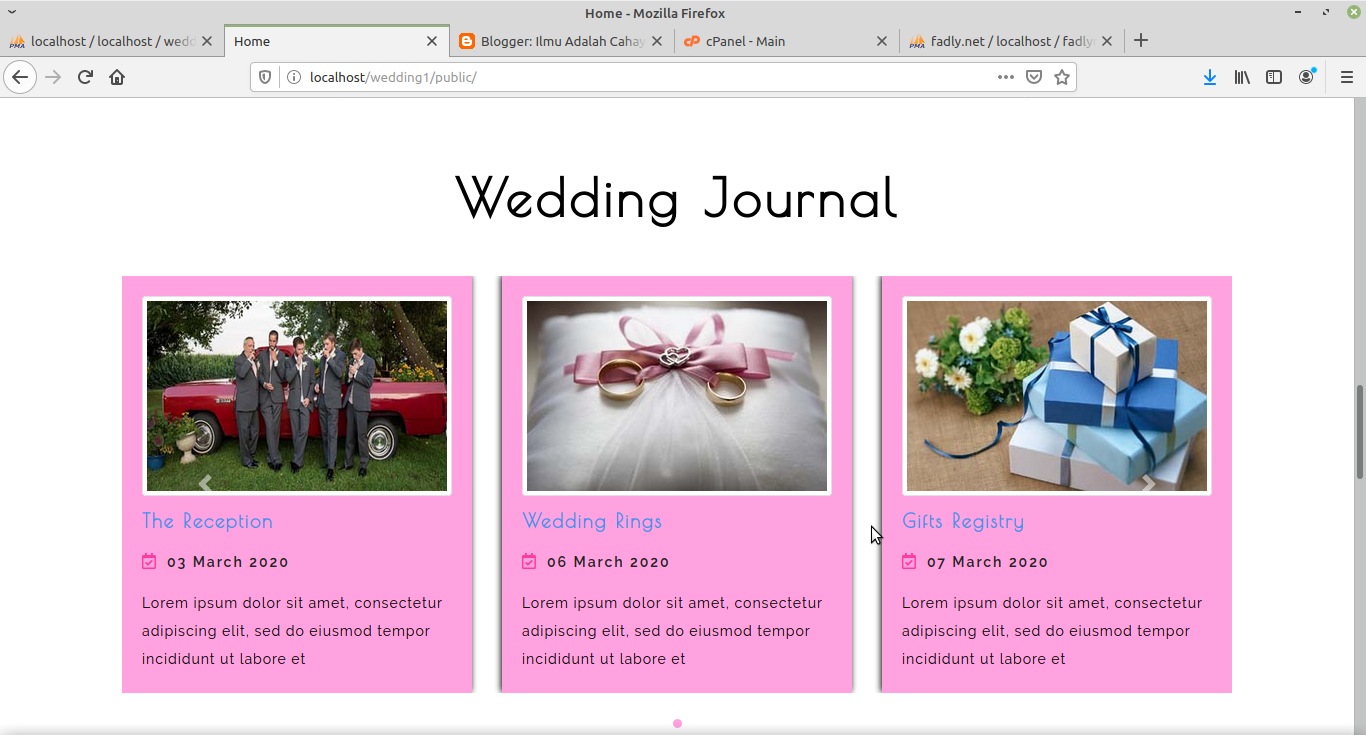 Home - Mozilla Firefox
localhost / localhost / wedd
Home
Blogger: Ilmu Adalah Cahay
cPanel - Main
fadly.net / localhost / fadly
localhost/wedding1/public/
Wedding Journal
The Reception
03 March 2020
Lorem ipsum dolor sit amet, consectetur
adipiscing elit, sed do eiusmod tempor
incididunt ut labore et
Wedding Rings
06 March 2020
Lorem ipsum dolor sit amet, consectetur
adipiscing elit, sed do eiusmod tempor
incididunt ut labore et
Gifts Registry
07 March 2020
Lorem ipsum dolor sit amet, consectetur
adipiscing elit, sed do eiusmod tempor
incididunt ut labore et